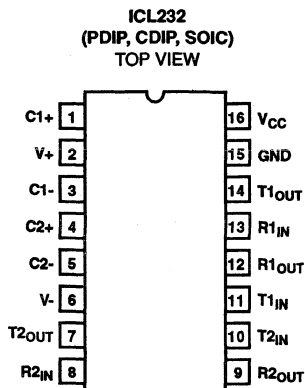 ICL232
(PDIP, CDIP, SOIC)
TOP VIEW
C1+ 1 16 VCC
V+ 2 15 GND
C1- 3 14 T1OUT
C2+ 4 13 R1IN
C2- 5 12 R1OUT
V- 6 11 T1IN
T2OUT 7 10 T2IN
R2IN 8 9 R2OUT